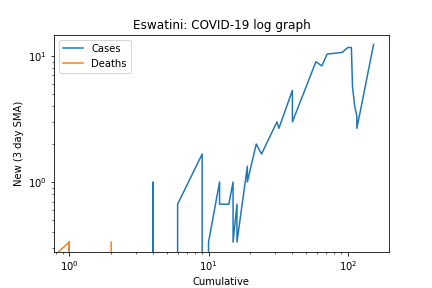 Eswatini: COVID-19 log graph
Cases
Deaths
New (3 day SMA)
10¹
10⁰
10⁰ 10¹ 10²
Cumulative